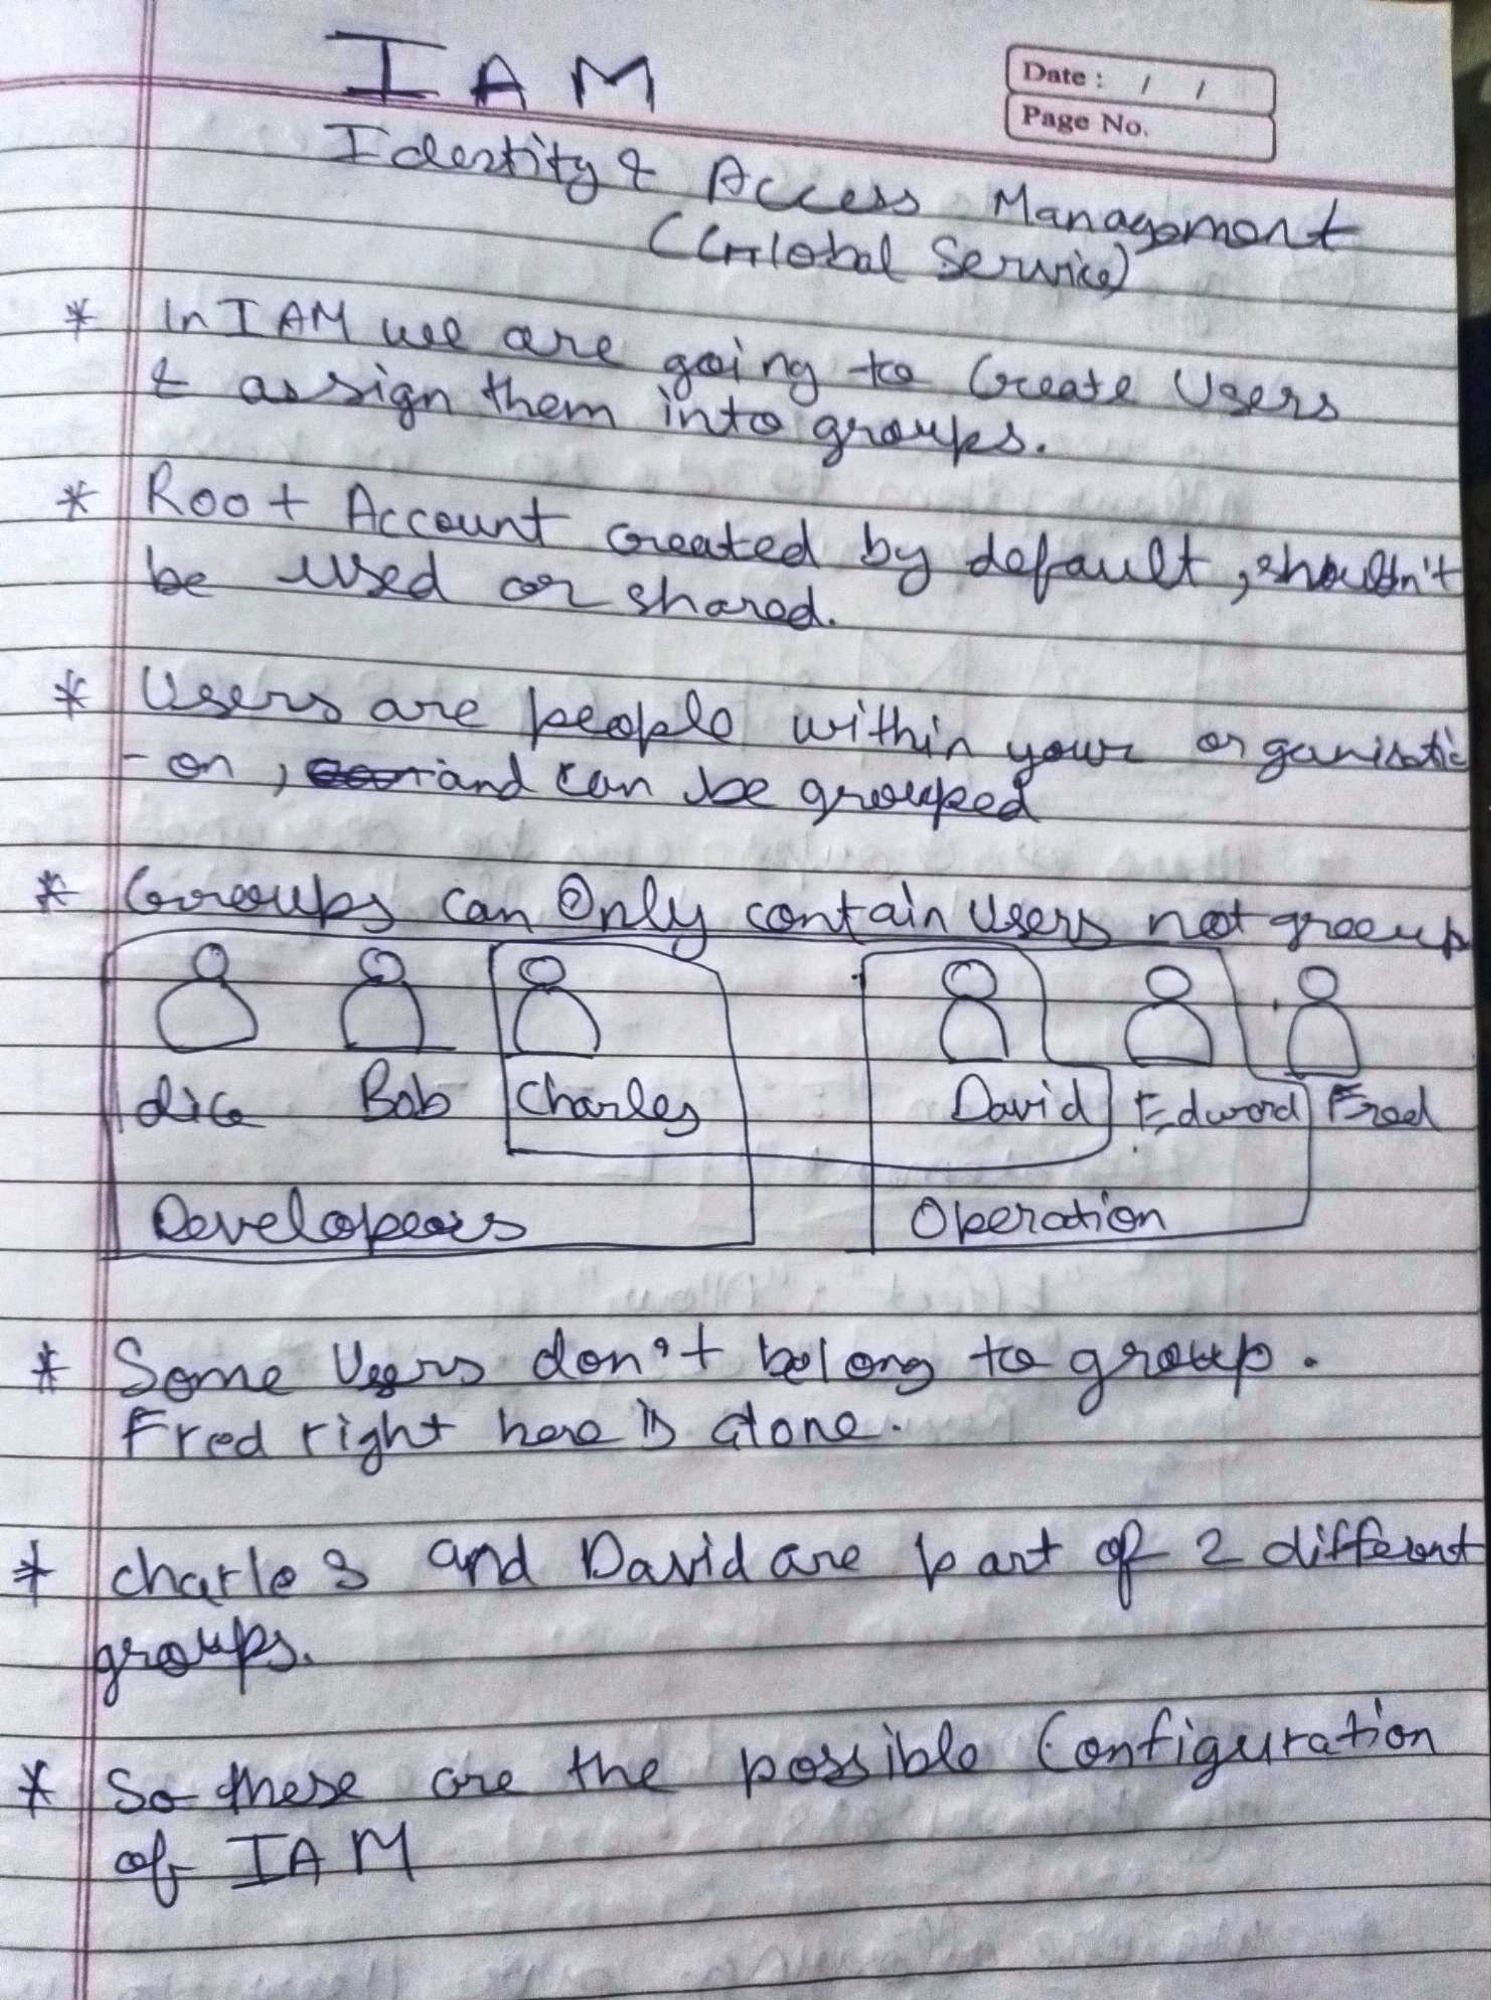 IAM
Date : / /
Page No.
Identity & Access Management
(Global Service)
* In IAM we are going to Create Users
& assign them into groups.
* Root Account created by default, shouldn't
be used or shared.
* Users are people within your organisatio
- on, and can be grouped
* Groups can Only contain users not group
Alice Bob Charles David Edward Fred
Developers Operation
* Some Users don't belong to group.
Fred right here is alone.
* Charles and David are part of 2 different
groups.
* So these are the possible Configuration
of IAM